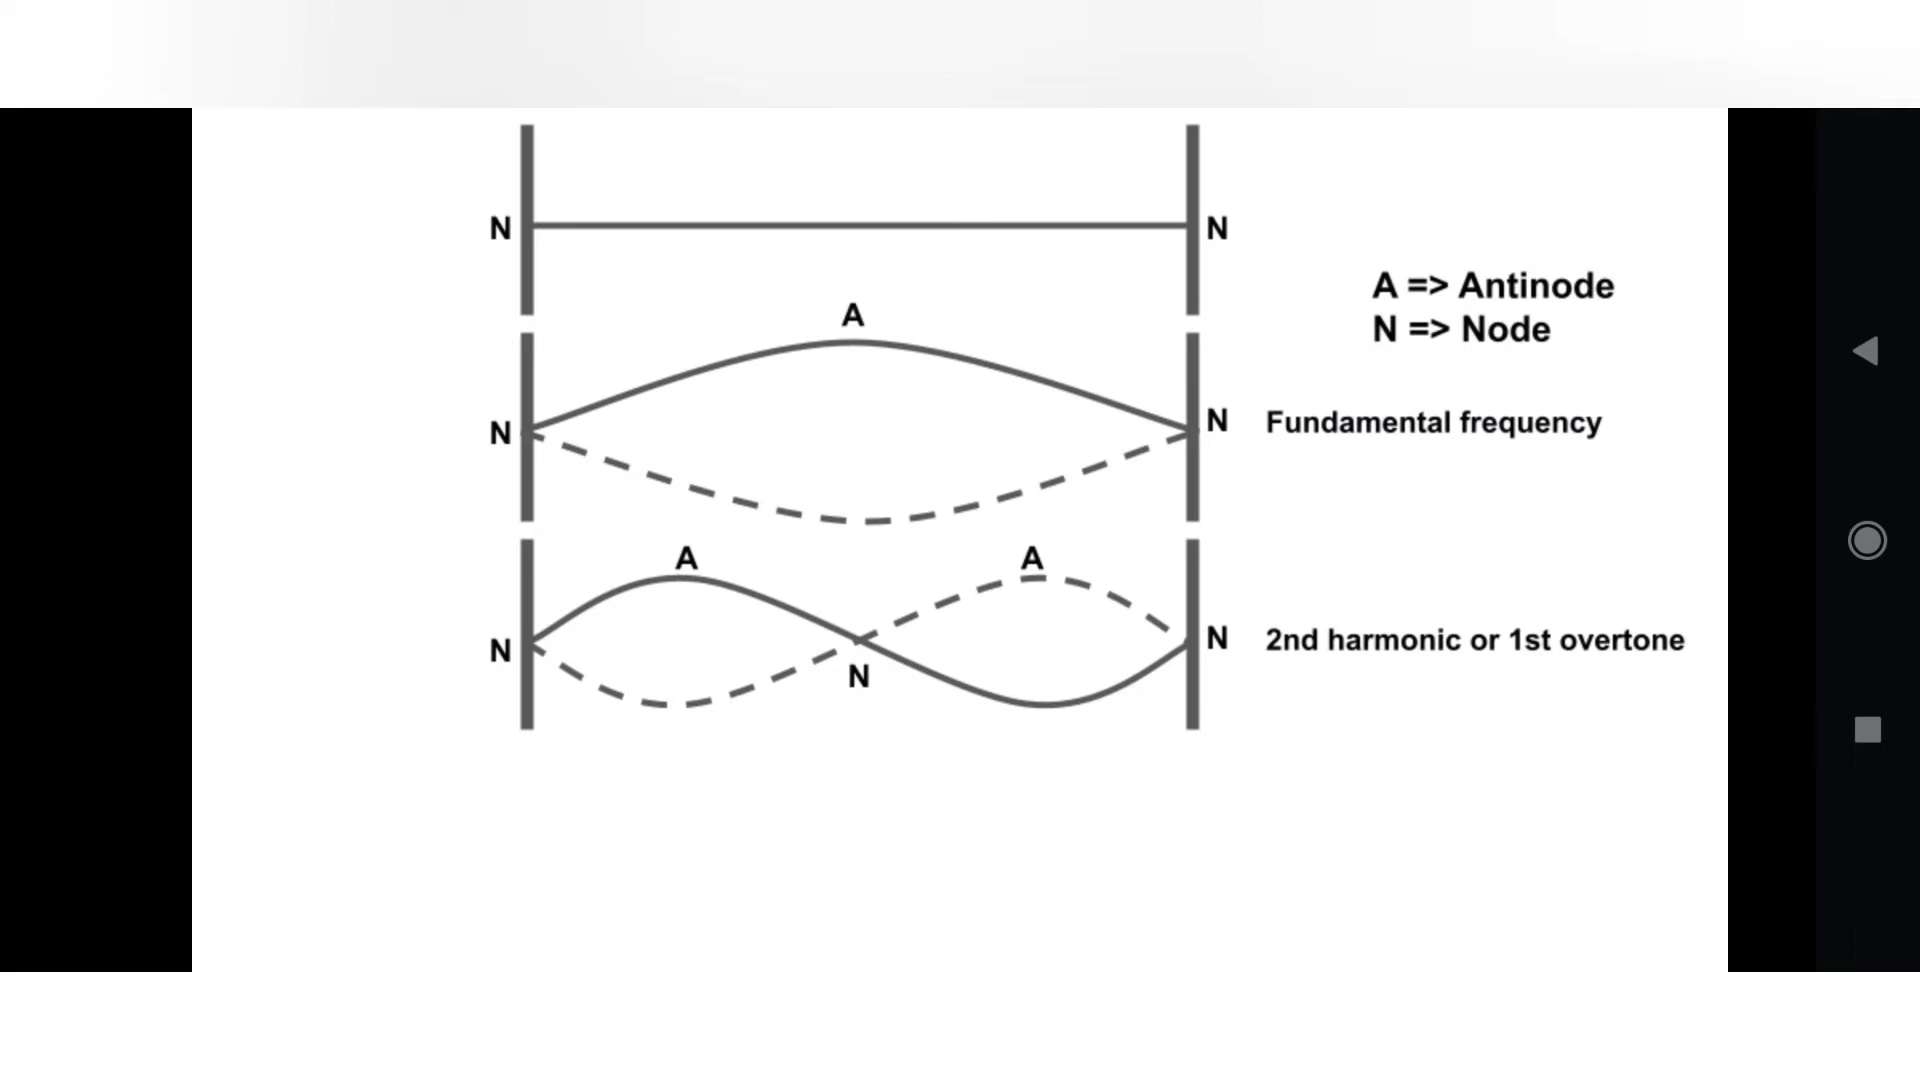 N N
A => Antinode
N => Node
A
N N Fundamental frequency
A A
N N 2nd harmonic or 1st overtone
N